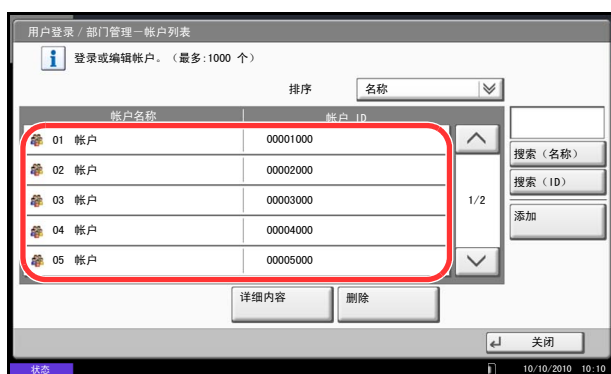 用户登录 / 部门管理－帐户列表
登录或编辑帐户。（最多:1000 个）
排序 名称
帐户名称 帐户 ID
01 帐户 00001000
02 帐户 00002000
03 帐户 00003000
04 帐户 00004000
05 帐户 00005000
1/2
搜索（名称）
搜索（ID）
添加
详细内容 删除
关闭
状态 10/10/2010 10:10